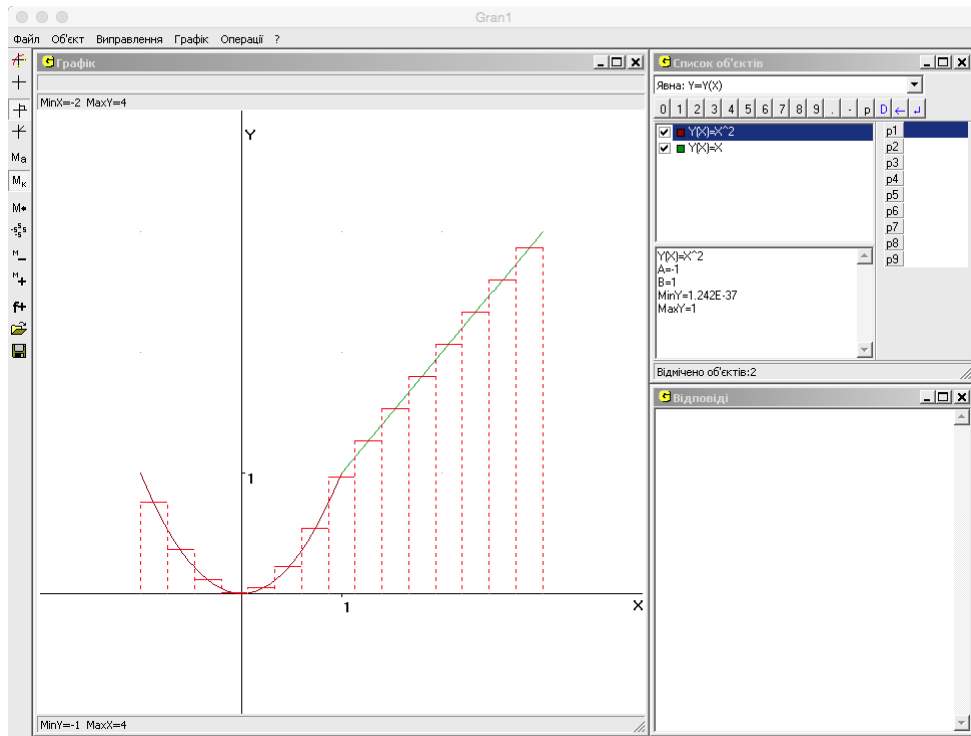 Gran1
Файл Об'єкт Виправлення Графік Операції ?
Графік
MinX=-2 MaxY=4
Y
1
1
X
MinY=-1 MaxX=4
Ma
Mк
M
M
M
f+
Список об'єктів
Явна: Y=Y(X)
0 1 2 3 4 5 6 7 8 9 . - p D ← ↲
Y(X)=X^2
Y(X)=X
p1
p2
p3
p4
p5
p6
p7
p8
p9
Y(X)=X^2
A=-1
B=1
MinY=1.242E-37
MaxY=1
Відмічено об'єктів:2
Відповіді